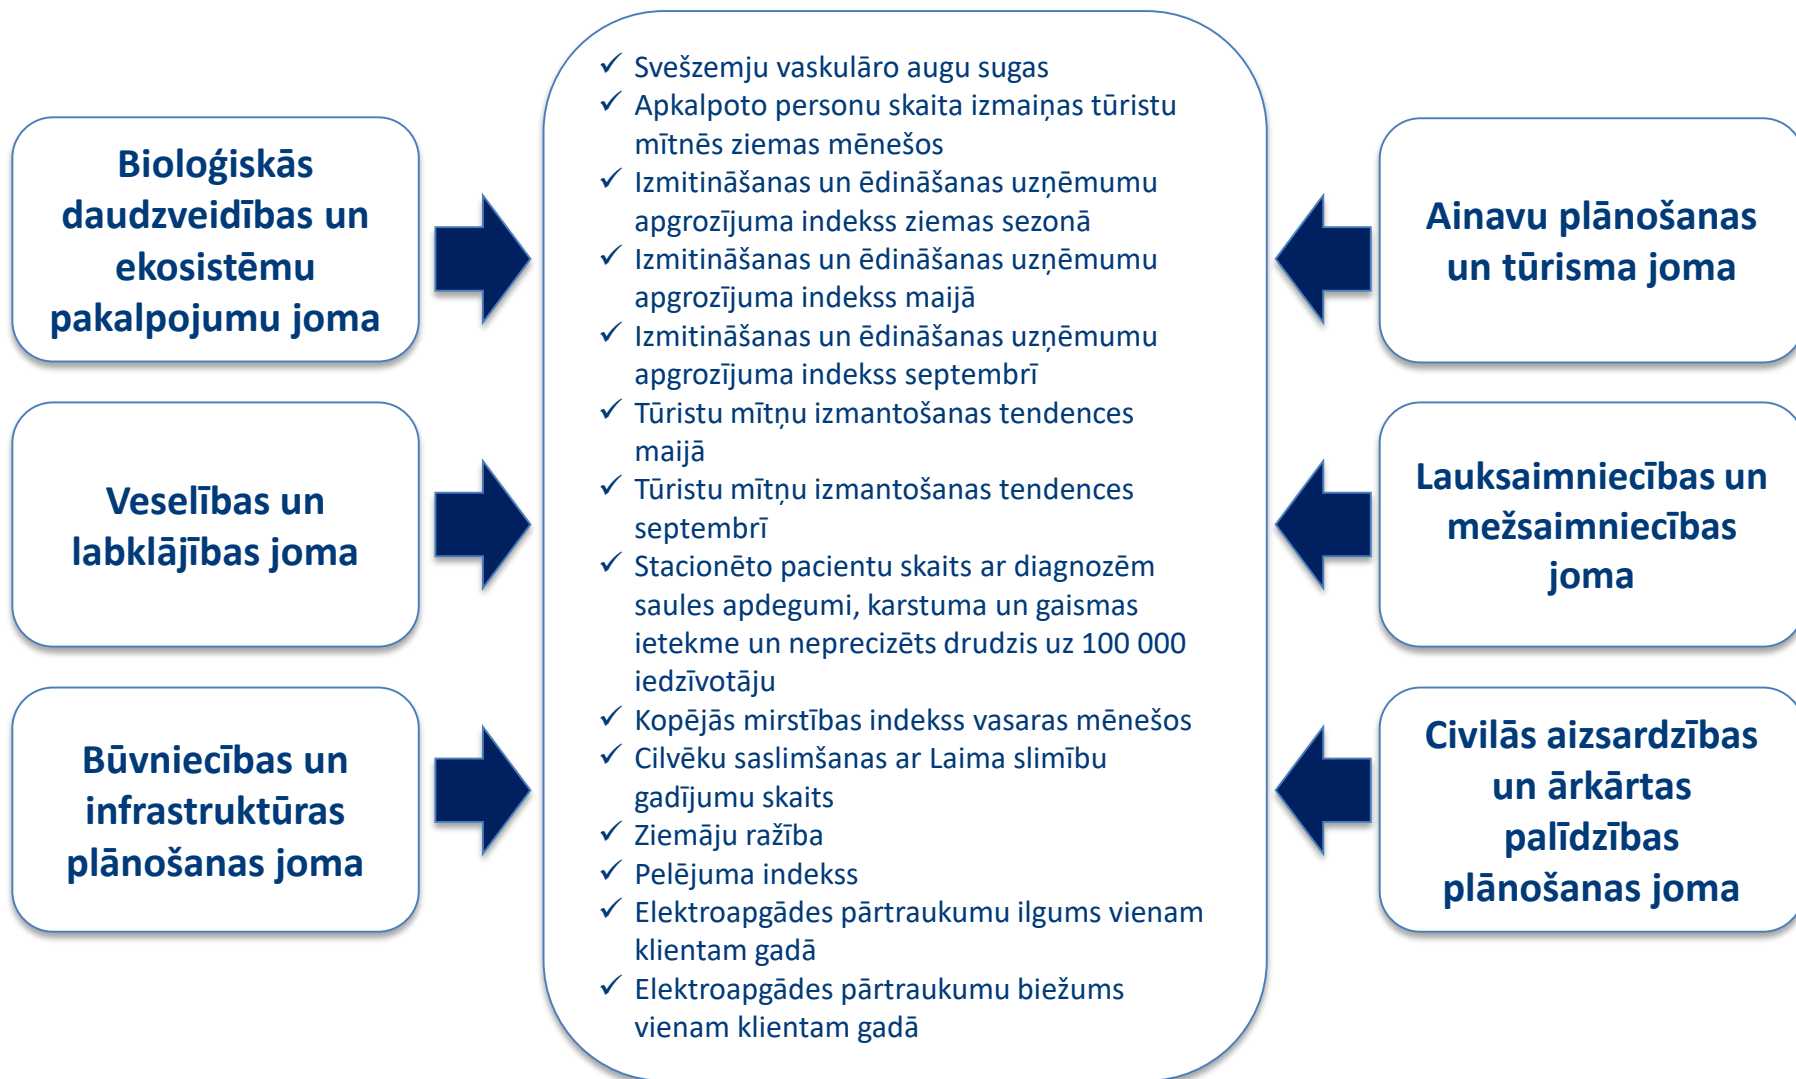 Bioloģiskās
daudzveidības un
ekosistēmu
pakalpojumu joma
Veselības un
labklājības joma
Būvniecības un
infrastruktūras
plānošanas joma
✓ Svešzemju vaskulāro augu sugas
✓ Apkalpoto personu skaita izmaiņas tūristu
mītnēs ziemas mēnešos
✓ Izmitināšanas un ēdināšanas uzņēmumu
apgrozījuma indekss ziemas sezonā
✓ Izmitināšanas un ēdināšanas uzņēmumu
apgrozījuma indekss maijā
✓ Izmitināšanas un ēdināšanas uzņēmumu
apgrozījuma indekss septembrī
✓ Tūristu mītņu izmantošanas tendences
maijā
✓ Tūristu mītņu izmantošanas tendences
septembrī
✓ Stacionēto pacientu skaits ar diagnozēm
saules apdegumi, karstuma un gaismas
ietekme un neprecizēts drudzis uz 100 000
iedzīvotāju
✓ Kopējās mirstības indekss vasaras mēnešos
✓ Cilvēku saslimšanas ar Laima slimību
gadījumu skaits
✓ Ziemāju ražība
✓ Pelējuma indekss
✓ Elektroapgādes pārtraukumu ilgums vienam
klientam gadā
✓ Elektroapgādes pārtraukumu biežums
vienam klientam gadā
Ainavu plānošanas
un tūrisma joma
Lauksaimniecības un
mežsaimniecības
joma
Civilās aizsardzības
un ārkārtas
palīdzības
plānošanas joma